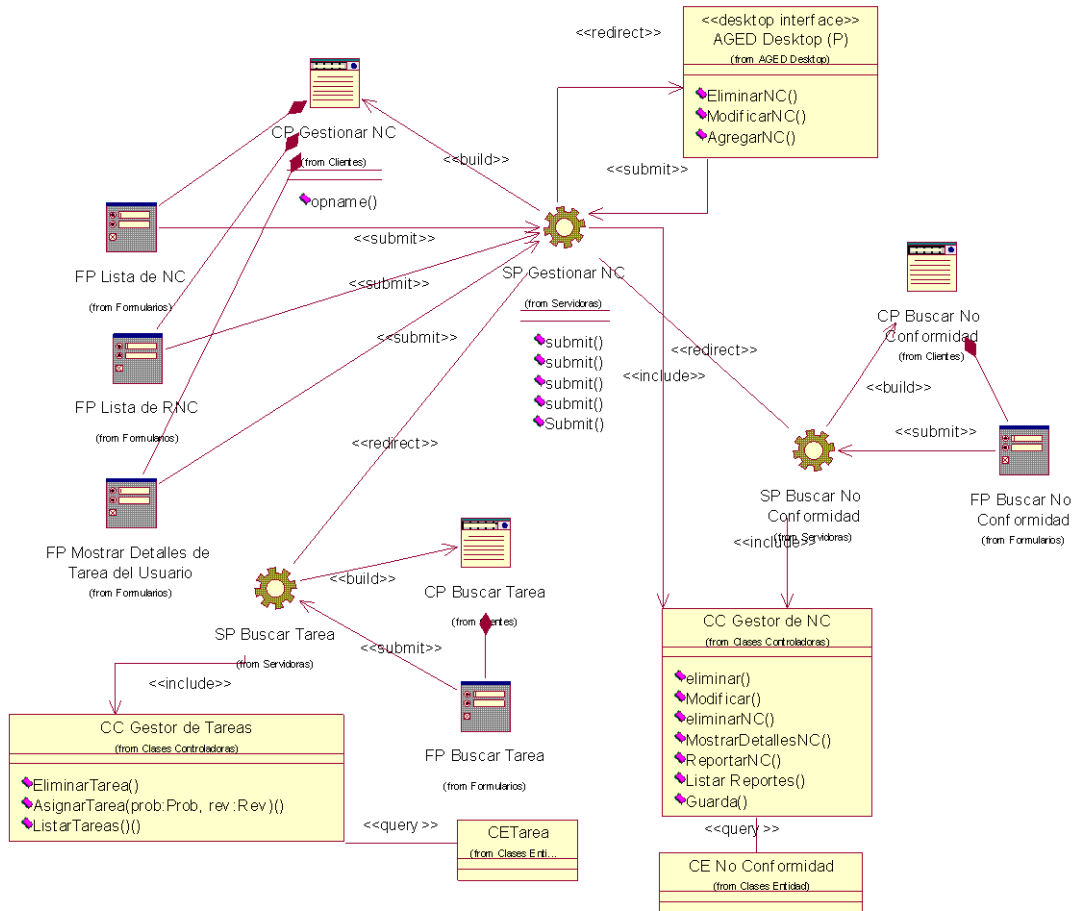 <<desktop interface>>
AGED Desktop (P)
(from AGED Desktop)
EliminarNC()
ModificarNC()
AgregarNC()
<<redirect>>
<<submit>>
CP Gestionar NC
(from Clientes)
opname()
<<build>>
FP Lista de NC
(from Formularios)
<<submit>>
FP Lista de RNC
(from Formularios)
<<submit>>
FP Mostrar Detalles de
Tarea del Usuario
(from Formularios)
<<submit>>
SP Gestionar NC
(from Servidoras)
submit()
submit()
submit()
submit()
Submit()
<<redirect>>
<<include>>
<<redirect>>
CP Buscar No
Conformidad
(from Clientes)
<<build>>
<<submit>>
SP Buscar No
Conformidad
(from Servidoras)
<<include>>
FP Buscar No
Conformidad
(from Formularios)
CP Buscar Tarea
(from Clientes)
<<build>>
SP Buscar Tarea
(from Servidoras)
<<submit>>
<<include>>
FP Buscar Tarea
(from Formularios)
CC Gestor de Tareas
(from Clases Controladoras)
EliminarTarea()
AsignarTarea(prob:Prob, rev:Rev)()
ListarTareas()()
<<query >>
CETarea
(from Clases Enti...
CC Gestor de NC
(from Clases Controladoras)
eliminar()
Modificar()
eliminarNC()
MostrarDetallesNC()
ReportarNC()
Listar Reportes()
Guarda()
<<query >>
CE No Conformidad
(from Clases Entidad)